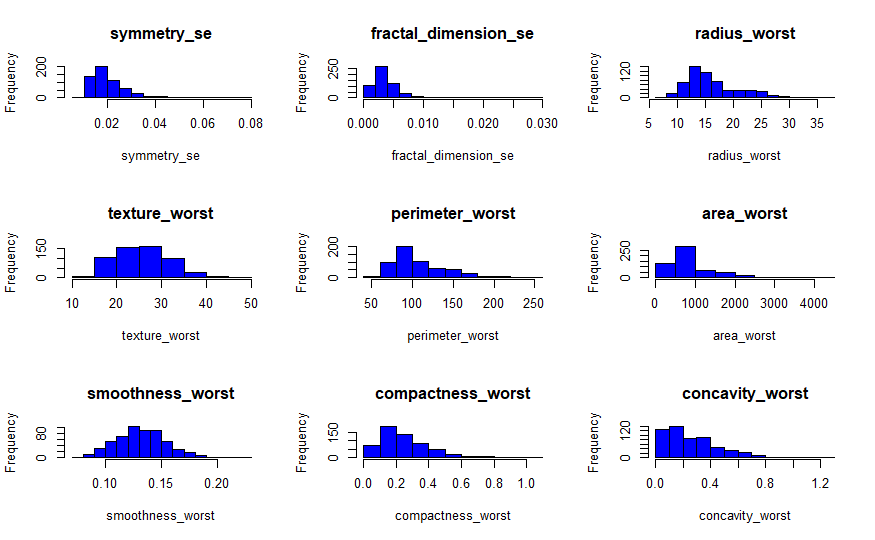 symmetry_se
Frequency
0 200
0.02 0.04 0.06 0.08
symmetry_se
fractal_dimension_se
Frequency
0 250
0.000 0.010 0.020 0.030
fractal_dimension_se
radius_worst
Frequency
0 120
5 10 15 20 25 30 35
radius_worst
texture_worst
Frequency
0 150
10 20 30 40 50
texture_worst
perimeter_worst
Frequency
0 200
50 100 150 200 250
perimeter_worst
area_worst
Frequency
0 250
0 1000 2000 3000 4000
area_worst
smoothness_worst
Frequency
0 80
0.10 0.15 0.20
smoothness_worst
compactness_worst
Frequency
0 150
0.0 0.2 0.4 0.6 0.8 1.0
compactness_worst
concavity_worst
Frequency
0 120
0.0 0.4 0.8 1.2
concavity_worst